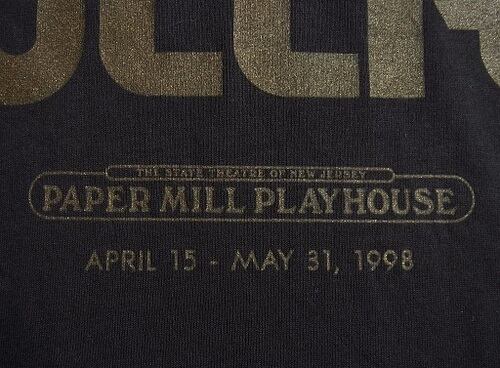 THE STATE THEATRE OF NEW JERSEY
PAPER MILL PLAYHOUSE
APRIL 15 - MAY 31, 1998